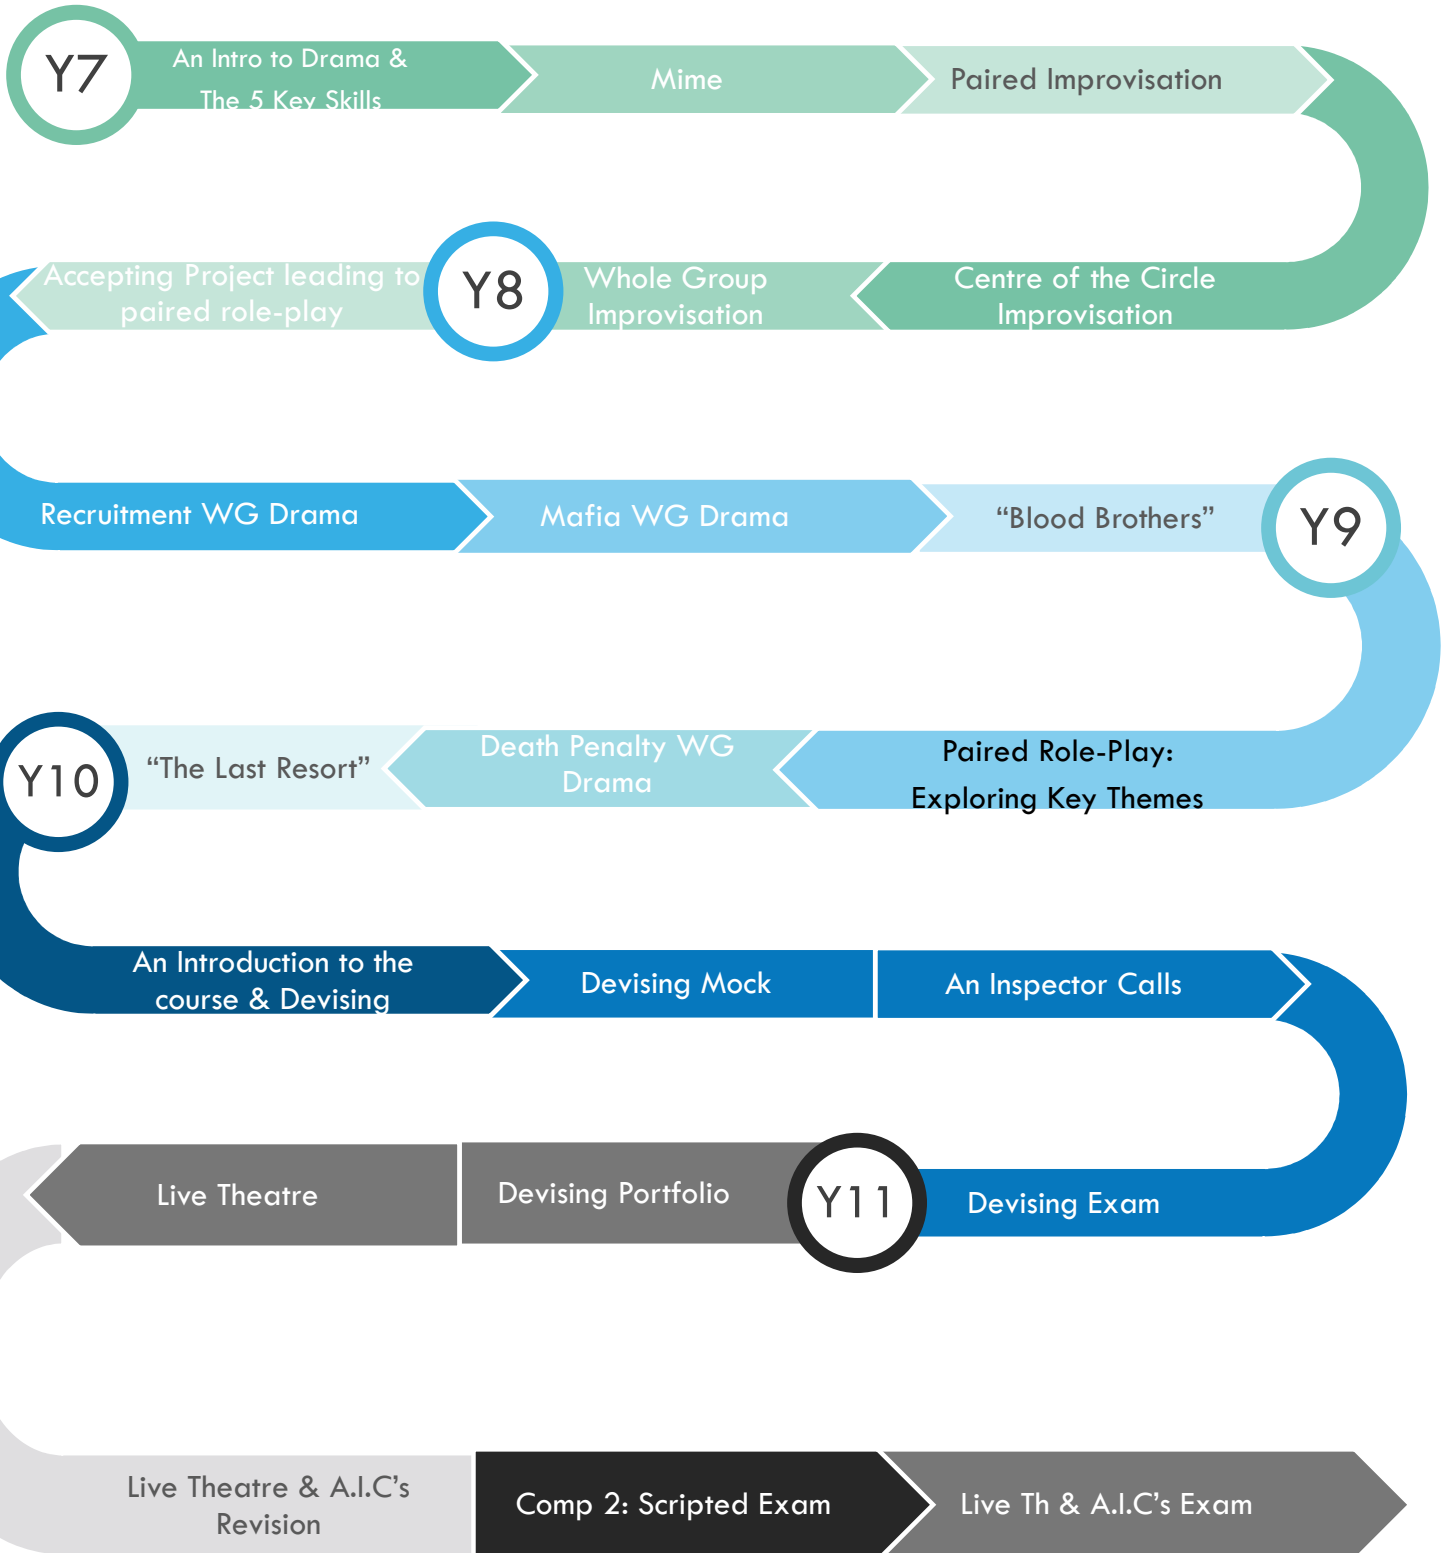 Y7
An Intro to Drama &
The 5 Key Skills
Mime
Paired Improvisation
Centre of the Circle
Improvisation
Whole Group
Improvisation
Y8
Accepting Project leading to
paired role-play
Recruitment WG Drama
Mafia WG Drama
“Blood Brothers”
Y9
Paired Role-Play:
Exploring Key Themes
Death Penalty WG
Drama
“The Last Resort”
Y10
An Introduction to the
course & Devising
Devising Mock
An Inspector Calls
Devising Exam
Y11
Devising Portfolio
Live Theatre
Live Theatre & A.I.C’s
Revision
Comp 2: Scripted Exam
Live Th & A.I.C’s Exam